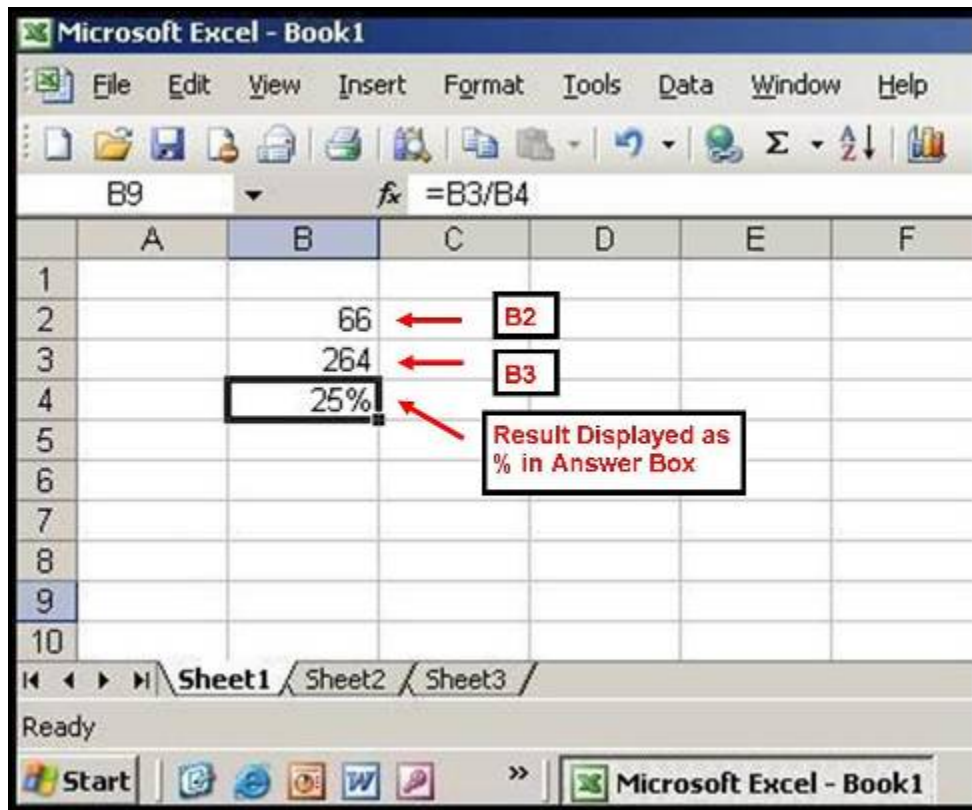 Microsoft Excel - Book1
File Edit View Insert Format Tools Data Window Help
B9 fx =B3/B4
A B C D E F
1
2 66 B2
3 264 B3
4 25%
5 Result Displayed as
% in Answer Box
6
7
8
9
10
Sheet1 Sheet2 Sheet3
Ready
Start W » Microsoft Excel - Book1